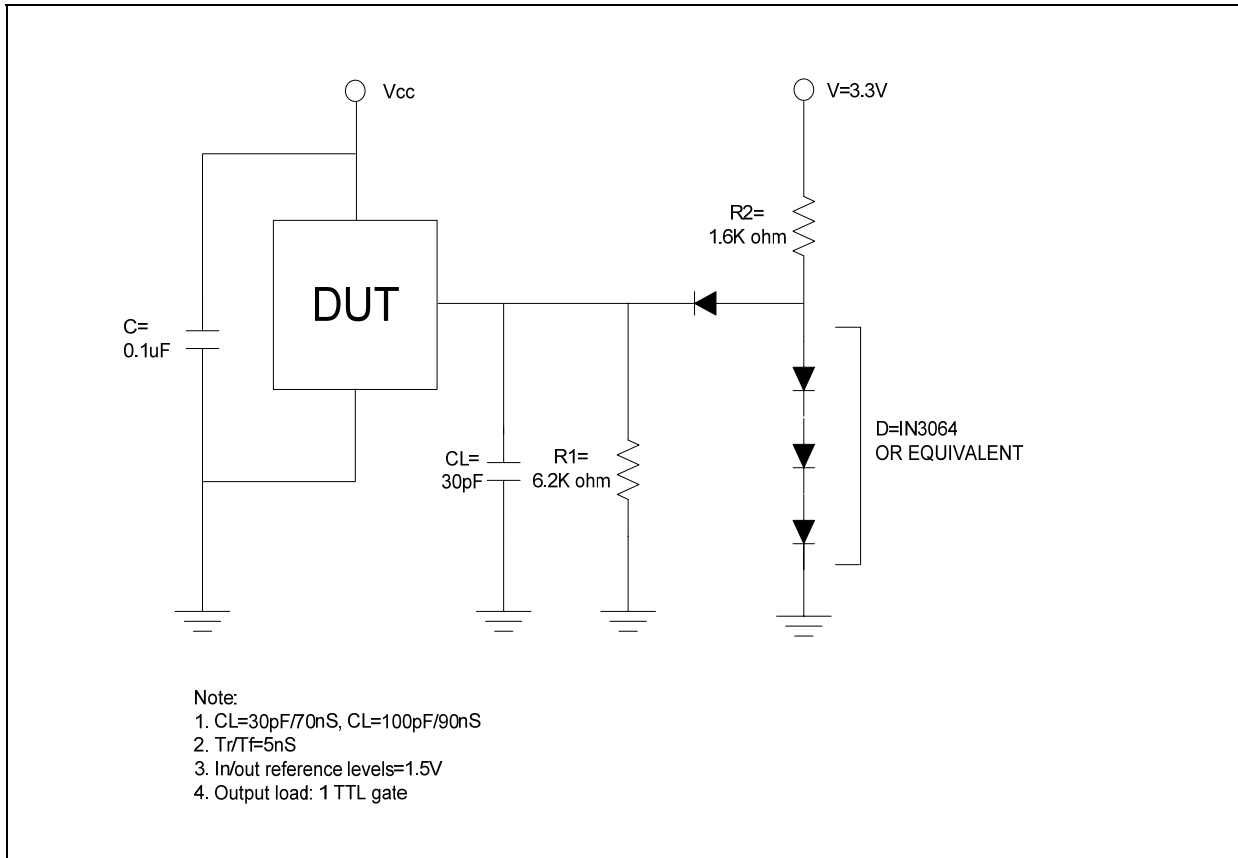 Vcc
V=3.3V
R2=
1.6K ohm
DUT
C=
0.1uF
D=IN3064
OR EQUIVALENT
CL=
30pF
R1=
6.2K ohm
Note:
1. CL=30pF/70nS, CL=100pF/90nS
2. Tr/Tf=5nS
3. In/out reference levels=1.5V
4. Output load: 1 TTL gate